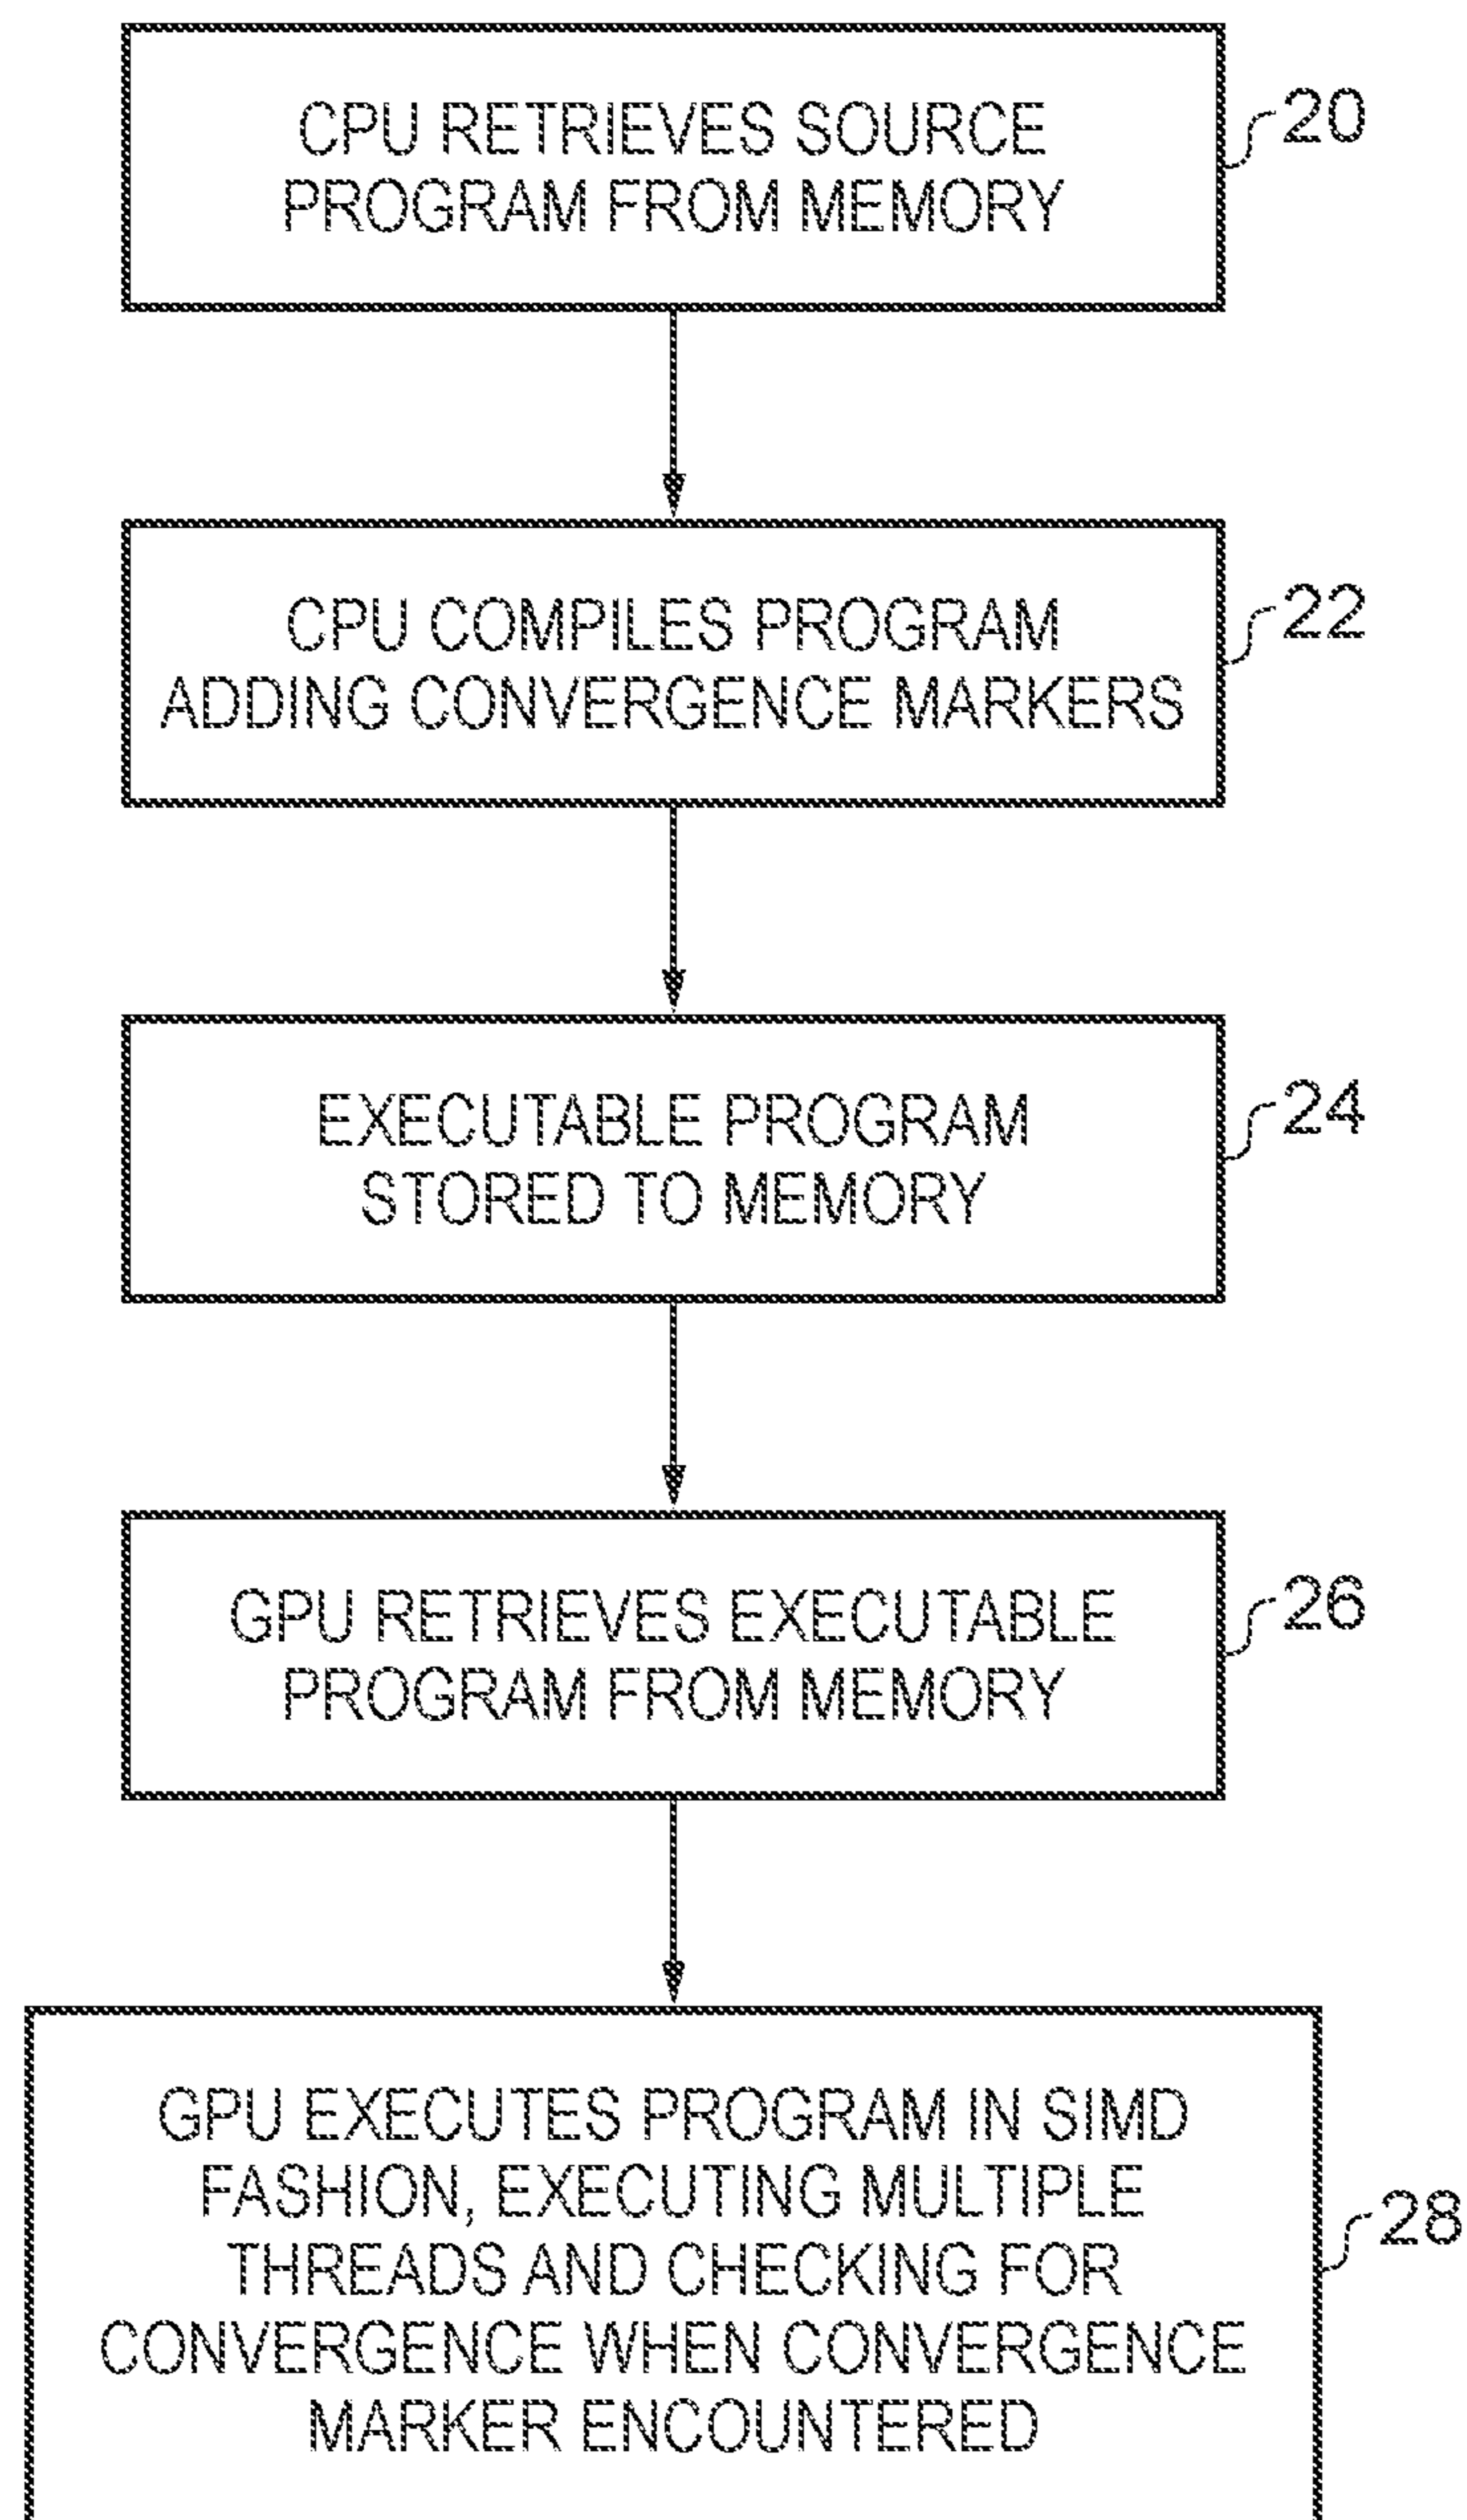 CPU RETRIEVES SOURCE
PROGRAM FROM MEMORY
20
CPU COMPILES PROGRAM
ADDING CONVERGENCE MARKERS
22
EXECUTABLE PROGRAM
STORED TO MEMORY
24
GPU RETRIEVES EXECUTABLE
PROGRAM FROM MEMORY
26
GPU EXECUTES PROGRAM IN SIMD
FASHION, EXECUTING MULTIPLE
THREADS AND CHECKING FOR
CONVERGENCE WHEN CONVERGENCE
MARKER ENCOUNTERED
28